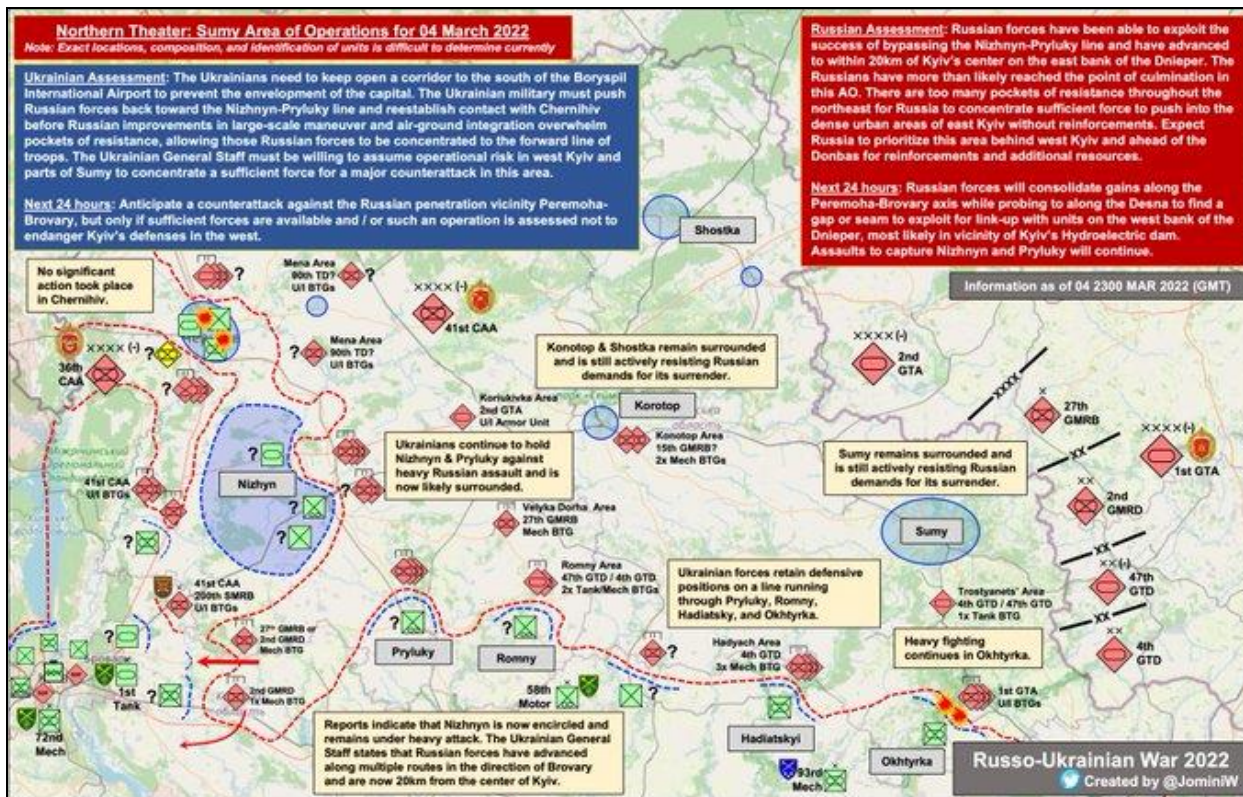 Northern Theater: Sumy Area of Operations for 04 March 2022
Note: Exact locations, composition, and identification of units is difficult to determine currently
Ukrainian Assessment: The Ukrainians need to keep open a corridor to the south of the Boryspil
International Airport to prevent the envelopment of the capital. The Ukrainian military must push
Russian forces back toward the Nizhnyn-Pryluky line and reestablish contact with Chernihiv
before Russian improvements in large-scale maneuver and air-ground integration overwhelm
pockets of resistance, allowing those Russian forces to be concentrated to the forward line of
troops. The Ukrainian General Staff must be willing to assume operational risk in west Kyiv and
parts of Sumy to concentrate a sufficient force for a major counterattack in this area.
Next 24 hours: Anticipate a counterattack against the Russian penetration vicinity Peremoha-
Brovary, but only if sufficient forces are available and / or such an operation is assessed not to
endanger Kyiv's defenses in the west.
Russian Assessment: Russian forces have been able to exploit the
success of bypassing the Nizhnyn-Pryluky line and have advanced
to within 20km of Kyiv's center on the east bank of the Dnieper. The
Russians have more than likely reached the point of culmination in
this AO. There are too many pockets of resistance throughout the
northeast for Russia to concentrate sufficient force to push into the
dense urban areas of east Kyiv without reinforcements. Expect
Russia to prioritize this area behind west Kyiv and ahead of the
Donbas for reinforcements and additional resources.
Next 24 hours: Russian forces will consolidate gains along the
Peremoha-Brovary axis while probing to along the Desna to find a
gap or seam to exploit for link-up with units on the west bank of the
Dnieper, most likely in vicinity of Kyiv's Hydroelectric dam.
Assaults to capture Nizhnyn and Pryluky will continue.
Information as of 04 2300 MAR 2022 (GMT)
Shostka
No significant
action took place
in Chernihiv.
?
Mena Area
90th TD?
U/I BTGs
?
XXXX (-)
41st CAA
XXXX (-)
36th
CAA
?
?
?
Mena Area
90th TD?
U/I BTGs
Konotop & Shostka remain surrounded
and is still actively resisting Russian
demands for its surrender.
XXXX (-)
2nd
GTA
XXXX
Koriukivka Area
2nd GTA
U/I Armor Unit
Korotop
Konotop Area
15th GMRB?
2x Mech BTGs
X
27th
GMRB
XXXX (-)
1st GTA
XX
Ukrainians continue to hold
Nizhnyn & Pryluky against
heavy Russian assault and is
now likely surrounded.
Sumy remains surrounded and
is still actively resisting Russian
demands for its surrender.
?
Nizhyn
?
?
41st CAA
U/I BTGs
?
XX
2nd
GMRD
Velyka Dorha Area
27th GMRB
Mech BTG
Sumy
XX
41st CAA
200th SMRB
U/I BTGs
Romny Area
47th GTD / 4th GTD
2x Tank/Mech BTGs
Ukrainian forces retain defensive
positions on a line running
through Pryluky, Romny,
Hadiatsky, and Okhtyrka.
Trostyanets' Area
4th GTD / 47th GTD
1x Tank BTG
XX(-)
47th
GTD
XX
27th GMRB or
2nd GMRD
Mech BTG
?
Pryluky
?
Romny
?
Hadyach Area
4th GTD
3x Mech BTG
Heavy fighting
continues in Okhtyrka.
XX
4th
GTD
?
1st
Tank
?
2nd GMRD
1x Mech BTG
58th
Motor
?
1st GTA
U/I BTGs
72nd
Mech
Reports indicate that Nizhnyn is now encircled and
remains under heavy attack. The Ukrainian General
Staff states that Russian forces have advanced
along multiple routes in the direction of Brovary
and are now 20km from the center of Kyiv.
Hadiatskyi
93rd
Mech
Okhtyrka
Russo-Ukrainian War 2022
Created by @JominiW